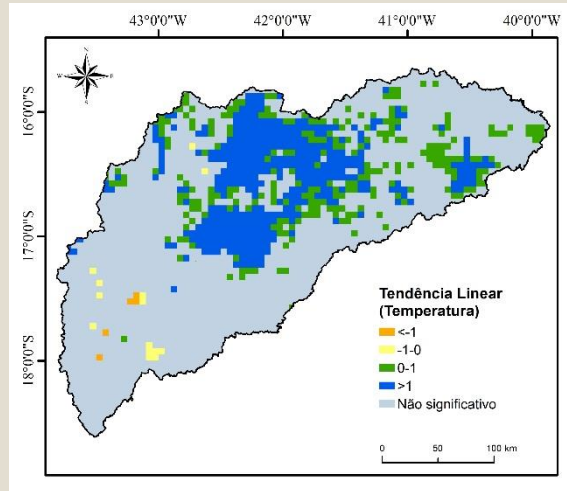 43°0'0"W 42°0'0"W 41°0'0"W 40°0'0"W
N
W E
S
16°0'0"S
17°0'0"S
18°0'0"S
Tendência Linear
(Temperatura)
<-1
-1-0
0-1
>1
Não significativo
0 50 100 km